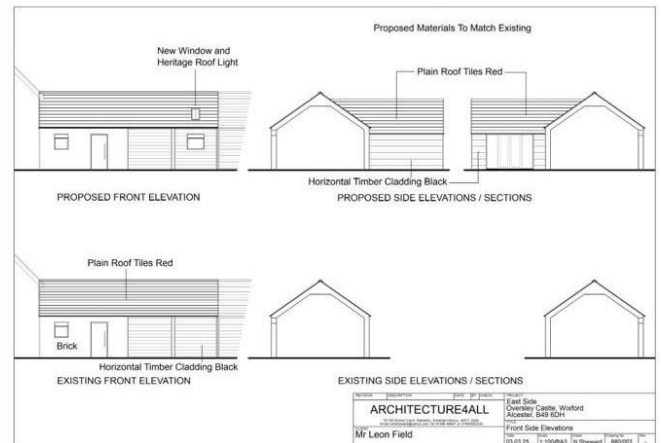 Proposed Materials To Match Existing
New Window and
Heritage Roof Light
Plain Roof Tiles Red
Horizontal Timber Cladding Black
PROPOSED FRONT ELEVATION
PROPOSED SIDE ELEVATIONS / SECTIONS
Plain Roof Tiles Red
Brick
Horizontal Timber Cladding Black
EXISTING FRONT ELEVATION
EXISTING SIDE ELEVATIONS / SECTIONS
ARCHITECTURE4ALL
Mr Leon Field
East Side
Oversley Castle, Wixford
Alcester, B49 6DH
Front Side Elevations
03.03.25